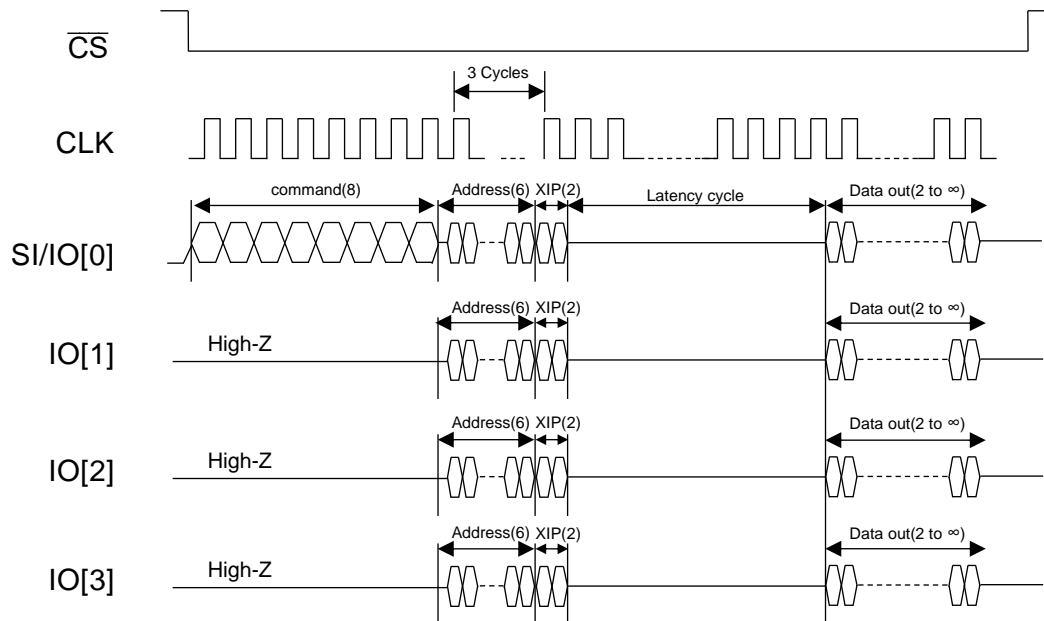 C̅S̅
3 Cycles
CLK
command(8) Address(6) XIP(2) Latency cycle Data out(2 to ∞)
SI/IO[0]
Address(6) XIP(2) Data out(2 to ∞)
IO[1] High-Z
Address(6) XIP(2) Data out(2 to ∞)
IO[2] High-Z
Address(6) XIP(2) Data out(2 to ∞)
IO[3] High-Z